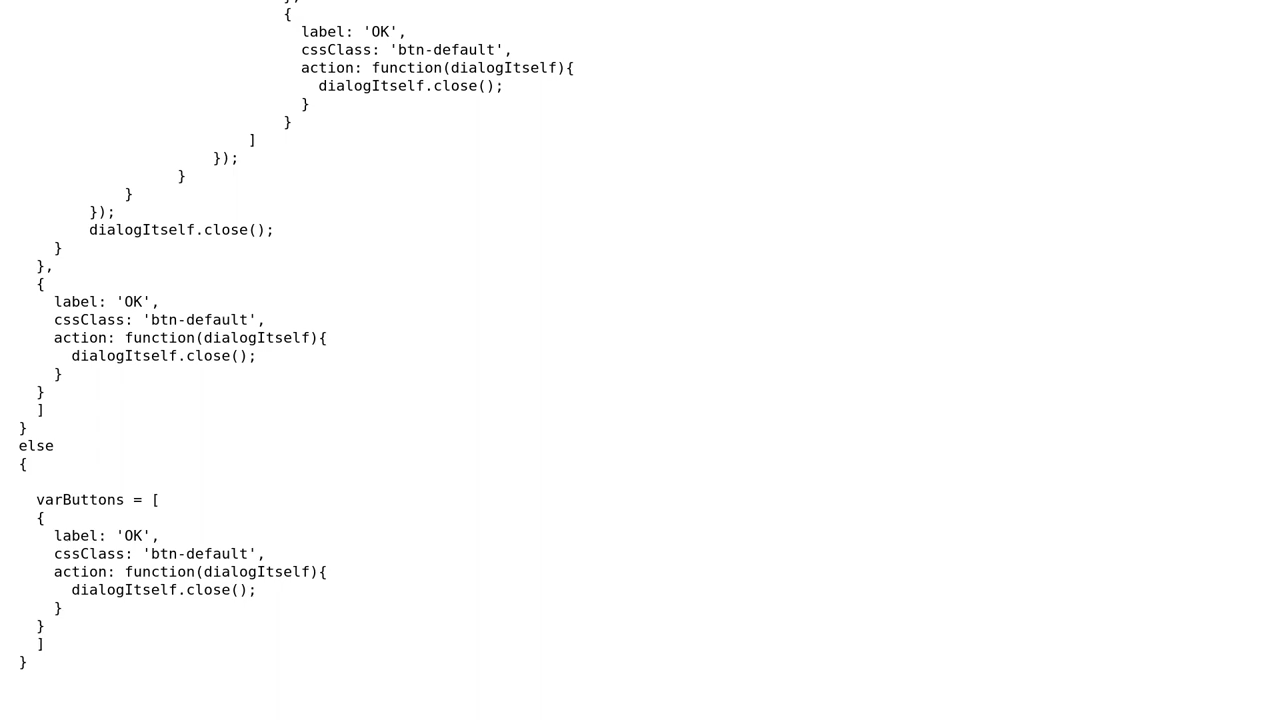 {
label: 'OK',
cssClass: 'btn-default',
action: function(dialogItself){
dialogItself.close();
}
}
]
});
}
}
});
dialogItself.close();
}
},
{
label: 'OK',
cssClass: 'btn-default',
action: function(dialogItself){
dialogItself.close();
}
}
]
}
else
{
varButtons = [
{
label: 'OK',
cssClass: 'btn-default',
action: function(dialogItself){
dialogItself.close();
}
}
]
}